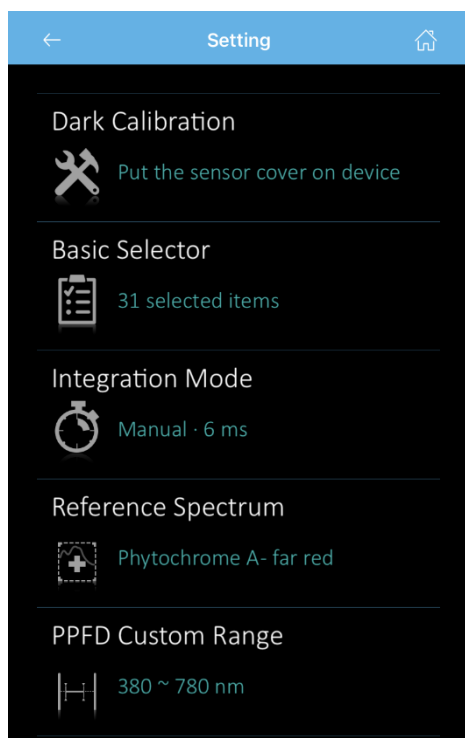 Setting
Dark Calibration
Put the sensor cover on device
Basic Selector
31 selected items
Integration Mode
Manual · 6 ms
Reference Spectrum
Phytochrome A- far red
PPFD Custom Range
380 ~ 780 nm